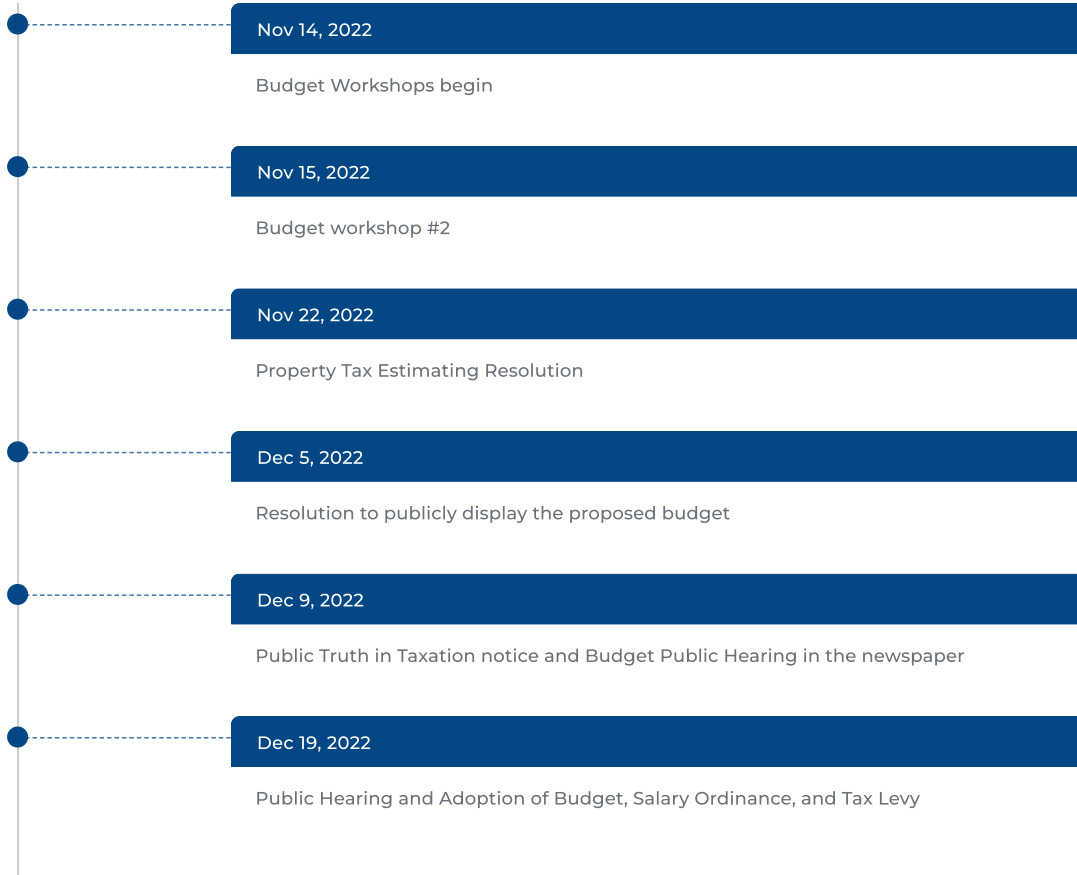 Nov 14, 2022
Budget Workshops begin
Nov 15, 2022
Budget workshop #2
Nov 22, 2022
Property Tax Estimating Resolution
Dec 5, 2022
Resolution to publicly display the proposed budget
Dec 9, 2022
Public Truth in Taxation notice and Budget Public Hearing in the newspaper
Dec 19, 2022
Public Hearing and Adoption of Budget, Salary Ordinance, and Tax Levy